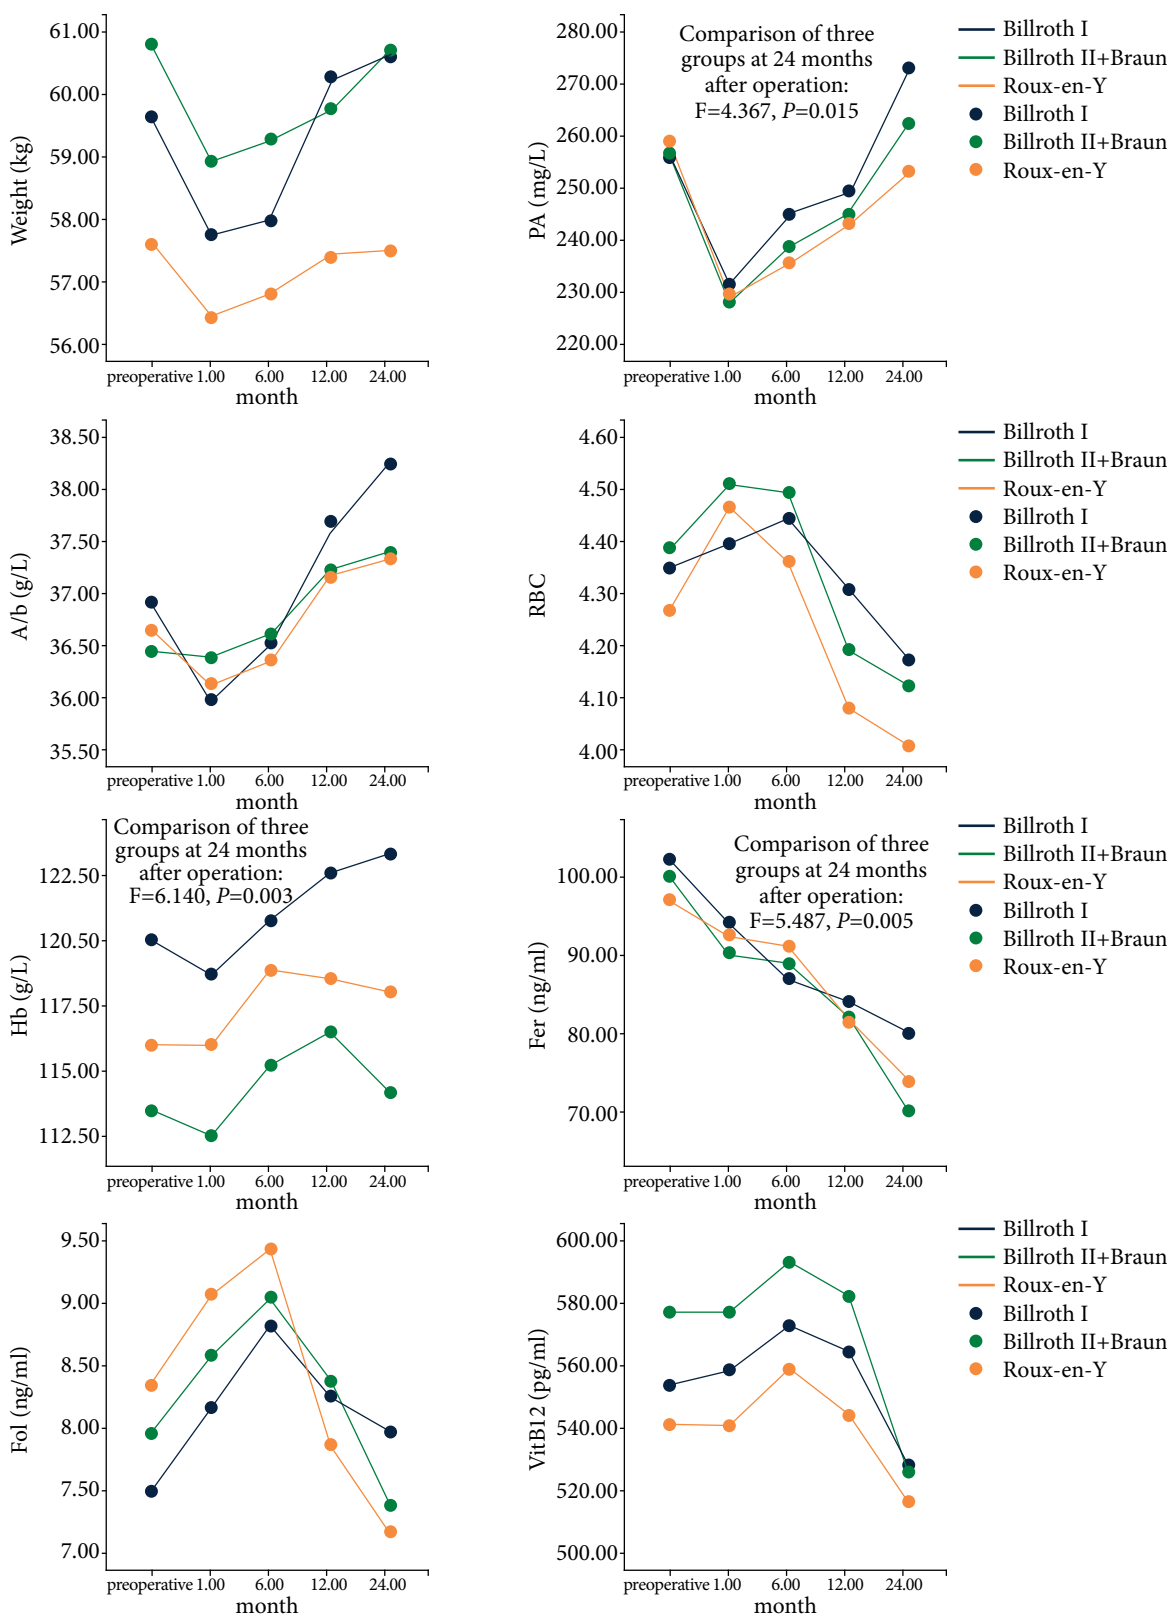 61.00
60.00
59.00
58.00
57.00
56.00
Weight (kg)
preoperative 1.00 6.00 12.00 24.00
month
280.00
270.00
260.00
250.00
240.00
230.00
220.00
PA (mg/L)
Comparison of three
groups at 24 months
after operation:
F=4.367, P=0.015
preoperative 1.00 6.00 12.00 24.00
month
Billroth I
Billroth II+Braun
Roux-en-Y
Billroth I
Billroth II+Braun
Roux-en-Y
38.50
38.00
37.50
37.00
36.50
36.00
35.50
A/b (g/L)
preoperative 1.00 6.00 12.00 24.00
month
4.60
4.50
4.40
4.30
4.20
4.10
4.00
RBC
preoperative 1.00 6.00 12.00 24.00
month
Billroth I
Billroth II+Braun
Roux-en-Y
Billroth I
Billroth II+Braun
Roux-en-Y
Comparison of three
groups at 24 months
after operation:
F=6.140, P=0.003
122.50
120.50
117.50
115.00
112.50
Hb (g/L)
preoperative 1.00 6.00 12.00 24.00
month
Comparison of three
groups at 24 months
after operation:
F=5.487, P=0.005
100.00
90.00
80.00
70.00
Fer (ng/ml)
preoperative 1.00 6.00 12.00 24.00
month
Billroth I
Billroth II+Braun
Roux-en-Y
Billroth I
Billroth II+Braun
Roux-en-Y
9.50
9.00
8.50
8.00
7.50
7.00
Fol (ng/ml)
preoperative 1.00 6.00 12.00 24.00
month
600.00
580.00
560.00
540.00
520.00
500.00
VitB12 (pg/ml)
preoperative 1.00 6.00 12.00 24.00
month
Billroth I
Billroth II+Braun
Roux-en-Y
Billroth I
Billroth II+Braun
Roux-en-Y